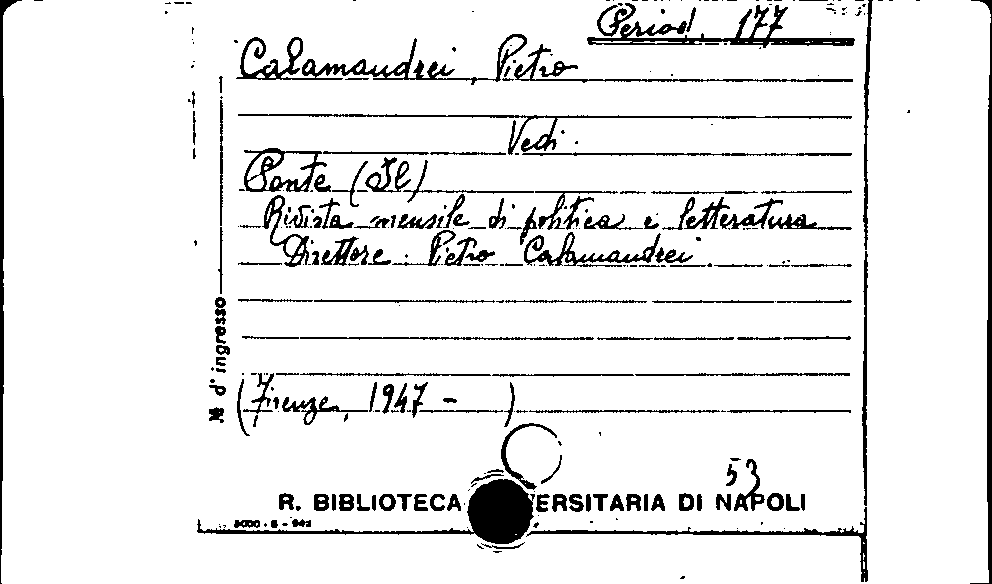 Period. 177
Calamandrei, Pietro
Vedi:
Ponte (Il)
Rivista mensile di politica e letteratura
Direttore: Pietro Calamandrei.
(Firenze, 1947 - )
53
R. BIBLIOTECA ERSITARIA DI NAPOLI
N. d' ingresso